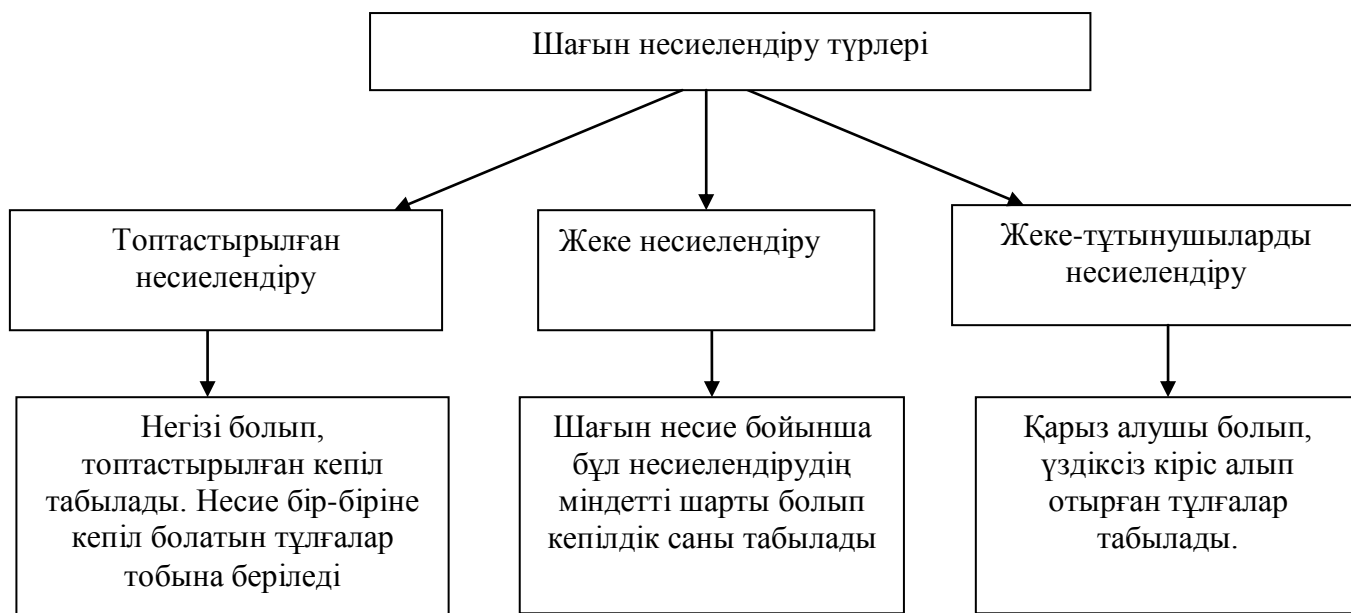 Шағын несиелендіру түрлері
Топтастырылған
несиелендіру
Жеке несиелендіру
Жеке-тұтынушыларды
несиелендіру
Негізі болып,
топтастырылған кепіл
табылады. Несие бір-біріне
кепіл болатын тұлғалар
тобына беріледі
Шағын несие бойынша
бұл несиелендірудің
міндетті шарты болып
кепілдік саны табылады
Қарыз алушы болып,
үздіксіз кіріс алып
отырған тұлғалар
табылады.